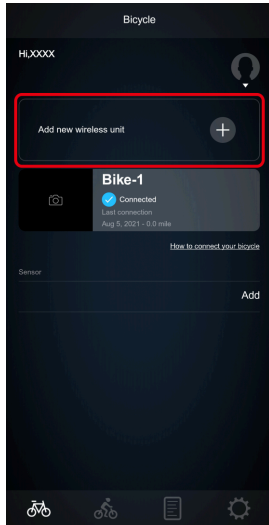 Bicycle
Hi,XXXX
Add new wireless unit
Bike-1
Connected
Last connection
Aug 5, 2021 - 0.0 mile
How to connect your bicycle
Sensor
Add